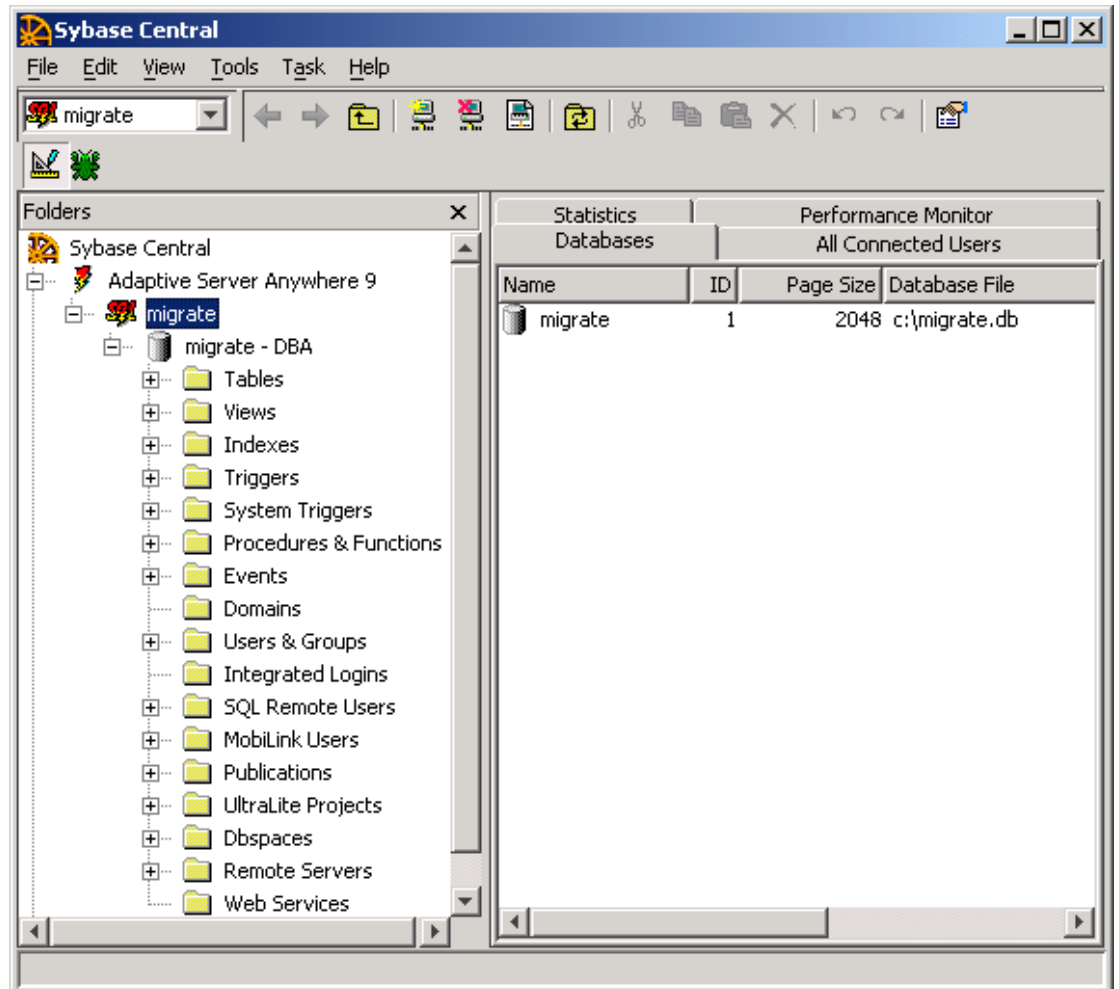 Sybase Central
File Edit View Tools Task Help
migrate
Folders
Sybase Central
Adaptive Server Anywhere 9
migrate
migrate - DBA
Tables
Views
Indexes
Triggers
System Triggers
Procedures & Functions
Events
Domains
Users & Groups
Integrated Logins
SQL Remote Users
MobiLink Users
Publications
UltraLite Projects
Dbspaces
Remote Servers
Web Services
Statistics Performance Monitor
Databases All Connected Users
Name ID Page Size Database File
migrate 1 2048 c:\migrate.db